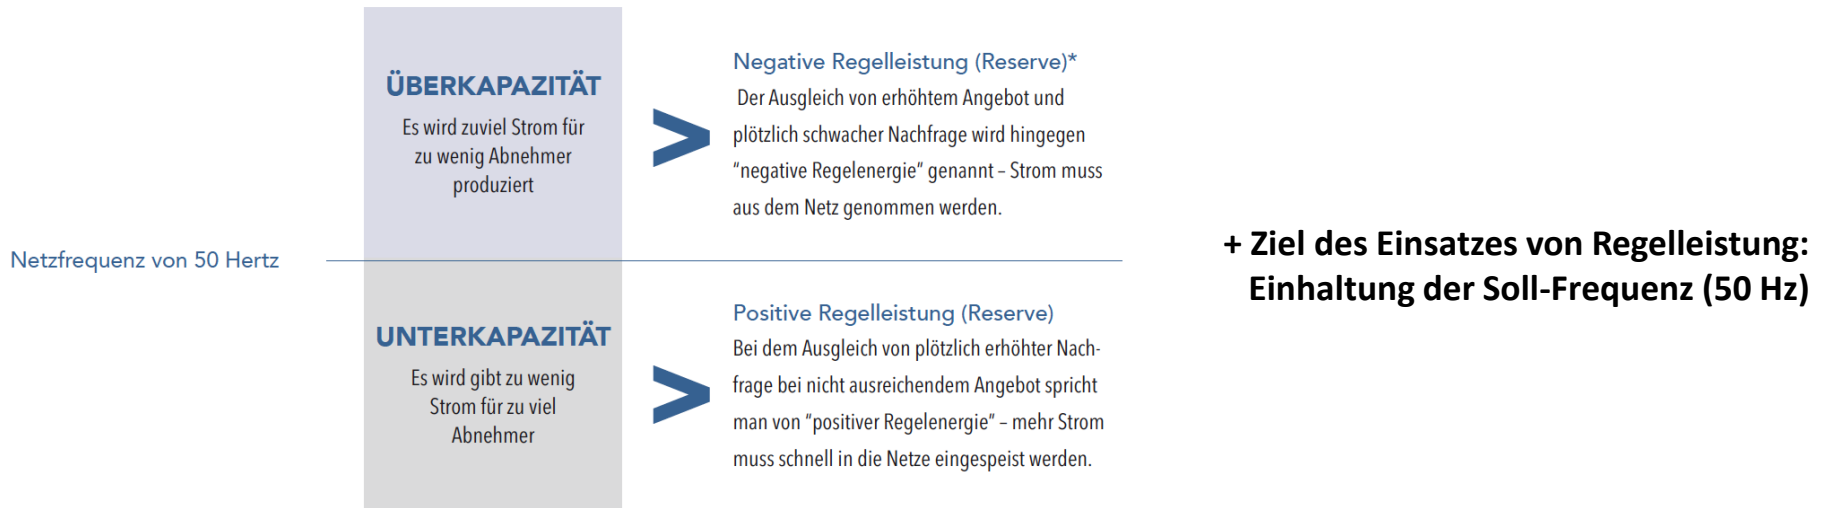 ÜBERKAPAZITÄT
Es wird zuviel Strom für
zu wenig Abnehmer
produziert
>
Negative Regelleistung (Reserve)*
Der Ausgleich von erhöhtem Angebot und
plötzlich schwacher Nachfrage wird hingegen
“negative Regelenergie” genannt – Strom muss
aus dem Netz genommen werden.
Netzfrequenz von 50 Hertz
UNTERKAPAZITÄT
Es wird gibt zu wenig
Strom für zu viel
Abnehmer
>
Positive Regelleistung (Reserve)
Bei dem Ausgleich von plötzlich erhöhter Nach-
frage bei nicht ausreichendem Angebot spricht
man von “positiver Regelenergie” – mehr Strom
muss schnell in die Netze eingespeist werden.
+ Ziel des Einsatzes von Regelleistung:
Einhaltung der Soll-Frequenz (50 Hz)